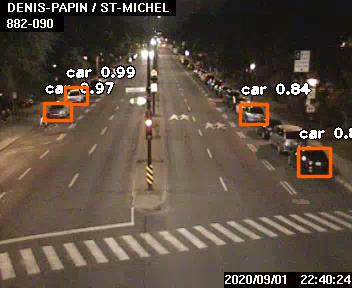 DENIS-PAPIN / ST-MICHEL
882-090
car 0.99
car 0.97
car 0.84
car 0.8
2020/09/01 22:40:24